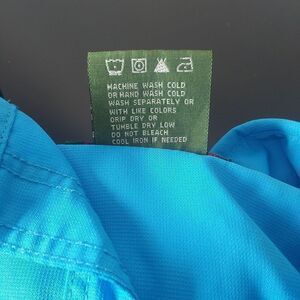 MACHINE WASH COLD
OR HAND WASH COLD
WASH SEPARATELY OR
WITH LIKE COLORS
DRIP DRY OR
TUMBLE DRY LOW
DO NOT BLEACH
COOL IRON IF NEEDED